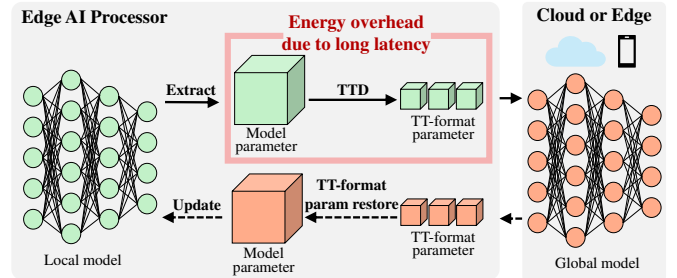 Edge AI Processor
Energy overhead
due to long latency
Cloud or Edge
Extract
TTD
Model
parameter
TT-format
parameter
Update
TT-format
param restore
Model
parameter
TT-format
parameter
Local model
Global model